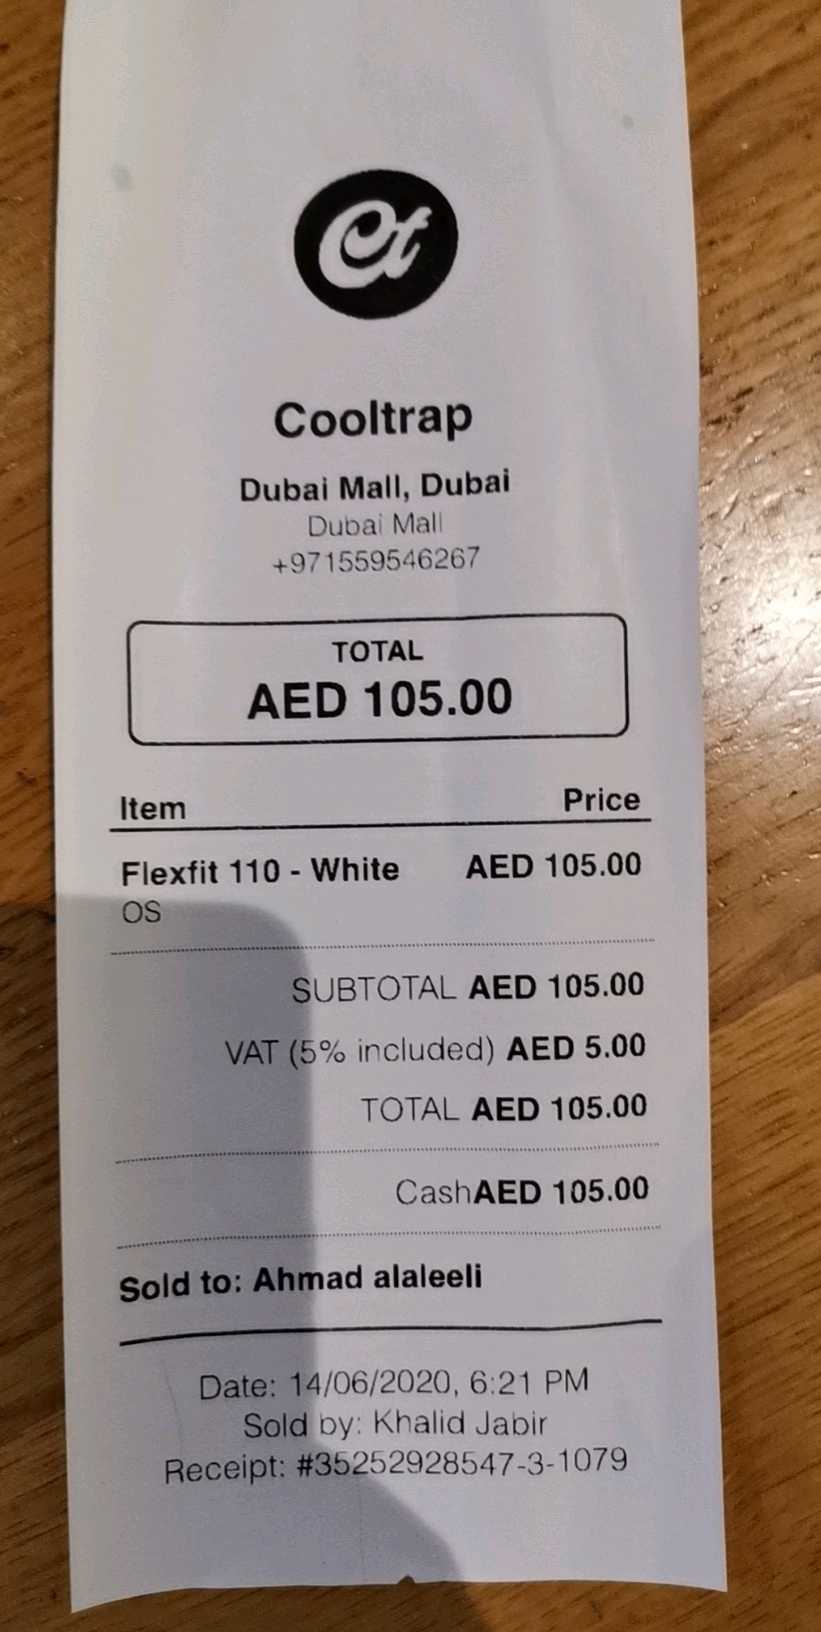 Ct
Cooltrap
Dubai Mall, Dubai
Dubai Mall
+971559546267
TOTAL
AED 105.00
Item Price
Flexfit 110 - White AED 105.00
OS
SUBTOTAL AED 105.00
VAT (5% included) AED 5.00
TOTAL AED 105.00
CashAED 105.00
Sold to: Ahmad alaleeli
Date: 14/06/2020, 6:21 PM
Sold by: Khalid Jabir
Receipt: #35252928547-3-1079